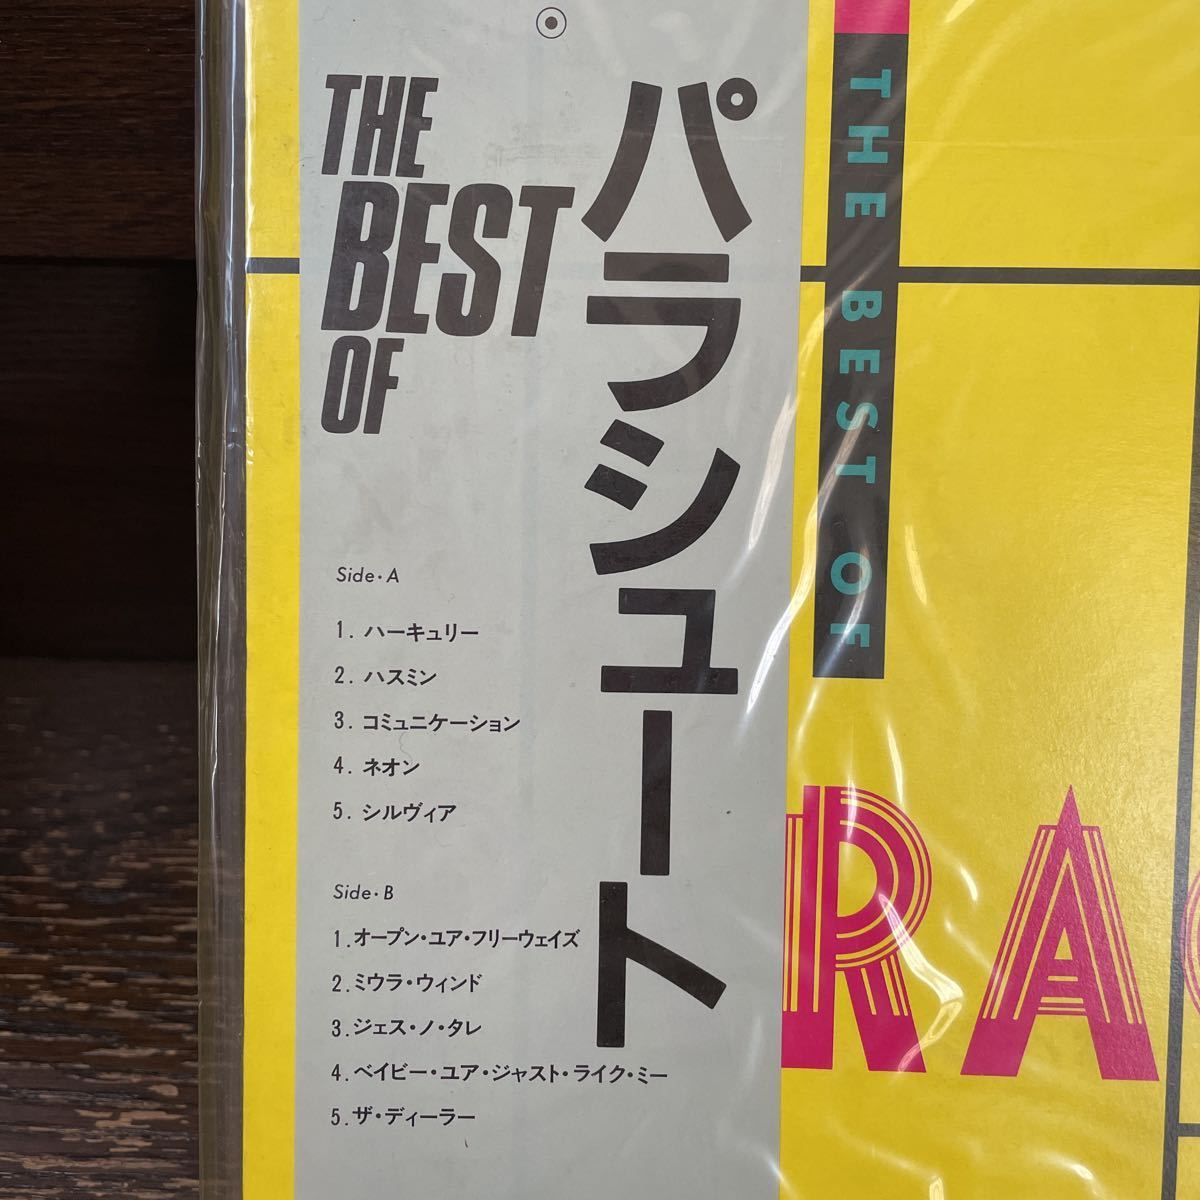 THE
BEST
OF
パラシュート
Side・A
1. ハーキュリー
2. ハスミン
3. コミュニケーション
4. ネオン
5. シルヴィア
Side・B
1.オープン・ユア・フリーウェイズ
2.ミウラ・ウィンド
3.ジェス・ノ・タレ
4.ベイビー・ユア・ジャスト・ライク・ミー
5.ザ・ディーラー
THE BEST OF
RA